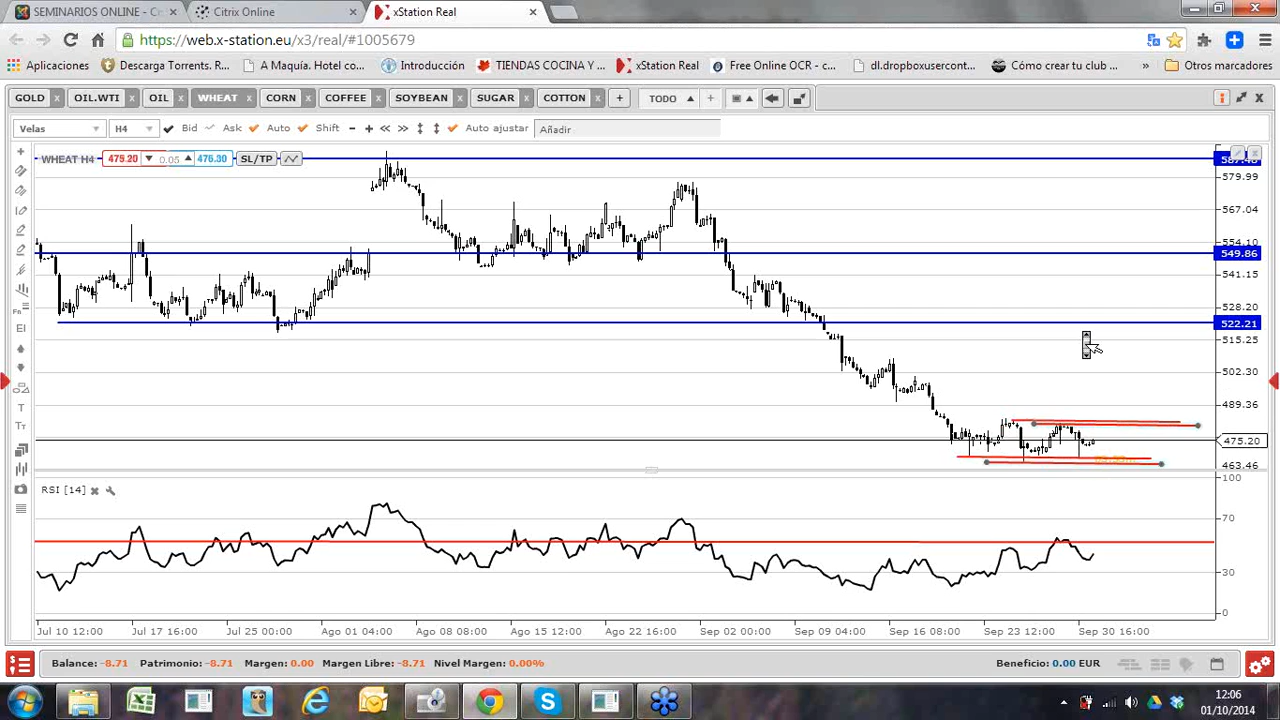 SEMINARIOS ONLINE - C
Citrix Online
xStation Real
https://web.x-station.eu/x3/real/#1005679
Aplicaciones
Descarga Torrents. R...
A Maquía. Hotel co...
Introducción
TIENDAS COCINA Y ...
xStation Real
Free Online OCR - c...
dl.dropboxusercont...
Cómo crear tu club ...
»
Otros marcadores
GOLD x
OIL.WTI x
OIL x
WHEAT x
CORN x
COFFEE x
SOYBEAN x
SUGAR x
COTTON x
+
TODO
+
Velas
H4
Bid
Ask
Auto
Shift
Auto ajustar
Añadir
WHEAT H4
475.20
0.05
476.30
SL/TP
587.48
579.99
567.04
554.10
549.86
541.15
528.20
522.21
515.25
502.30
489.36
475.20
463.46
F6
EI
T
TT
RSI [14]
100
70
30
0
Jul 10 12:00
Jul 17 16:00
Jul 25 00:00
Ago 01 04:00
Ago 08 08:00
Ago 15 12:00
Ago 22 16:00
Sep 02 00:00
Sep 09 04:00
Sep 16 08:00
Sep 23 12:00
Sep 30 16:00
Balance: -8.71
Patrimonio: -8.71
Margen: 0.00
Margen Libre: -8.71
Nivel Margen: 0.00%
Beneficio: 0.00 EUR
12:06
01/10/2014